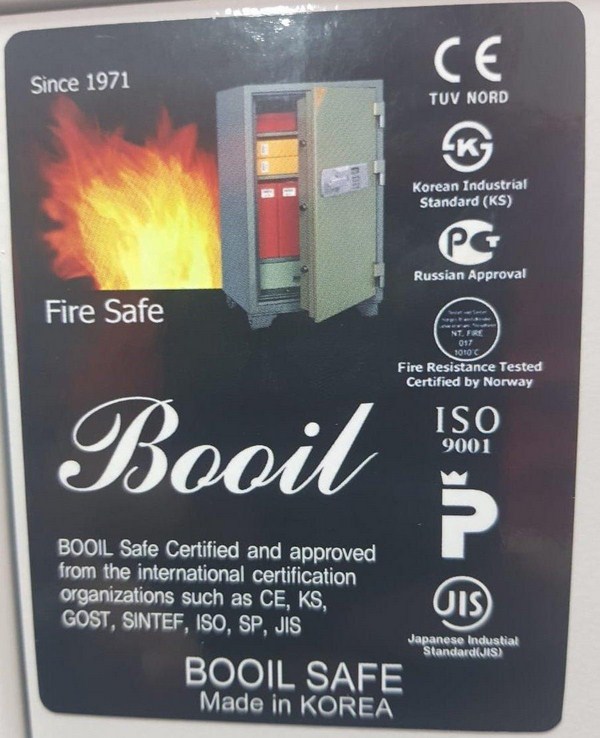 Since 1971
Fire Safe
Booil
BOOIL Safe Certified and approved
from the international certification
organizations such as CE, KS,
GOST, SINTEF, ISO, SP, JIS
BOOIL SAFE
Made in KOREA
CE
TUV NORD
K
Korean Industrial
Standard (KS)
PCT
Russian Approval
NT. FIRE
017
1010°C
Fire Resistance Tested
Certified by Norway
ISO
9001
P
JIS
Japanese Industial
Standard(JIS)